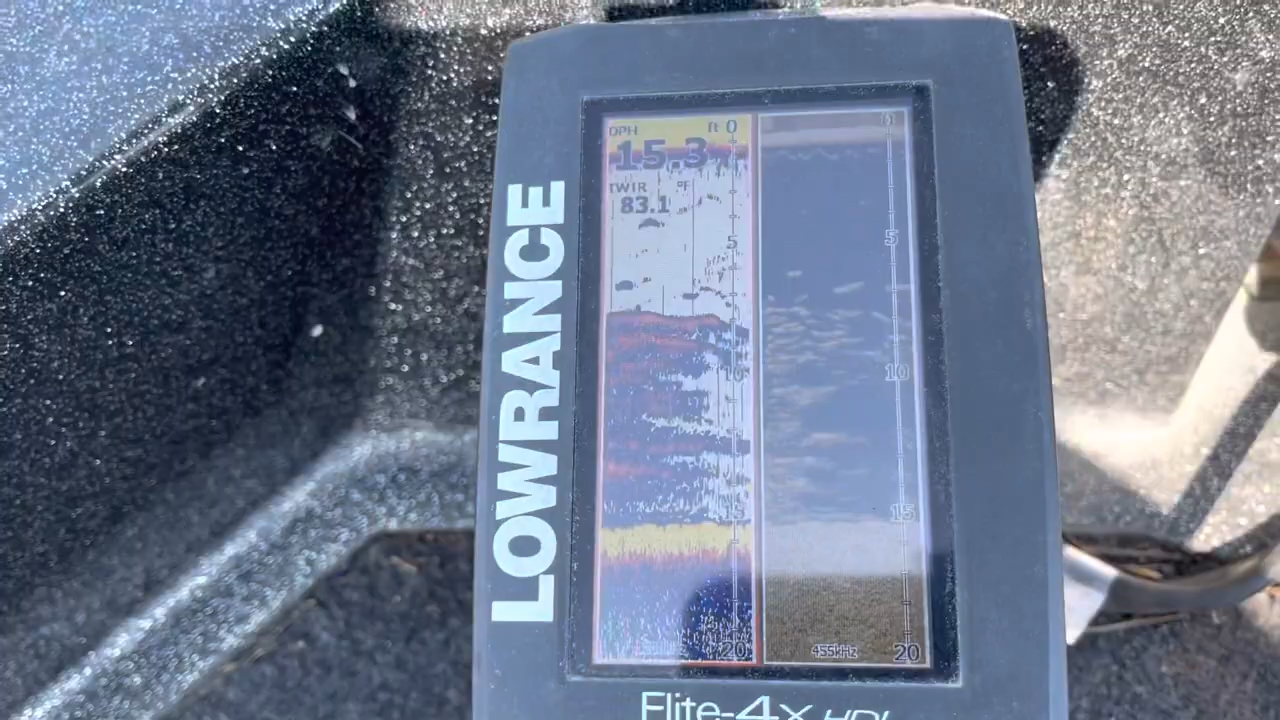 LOWRANCE
DPH ft
15.3
TWTR °F
83.1
0
5
10
15
20
0
5
10
15
455kHz 20
Elite-4x HDI